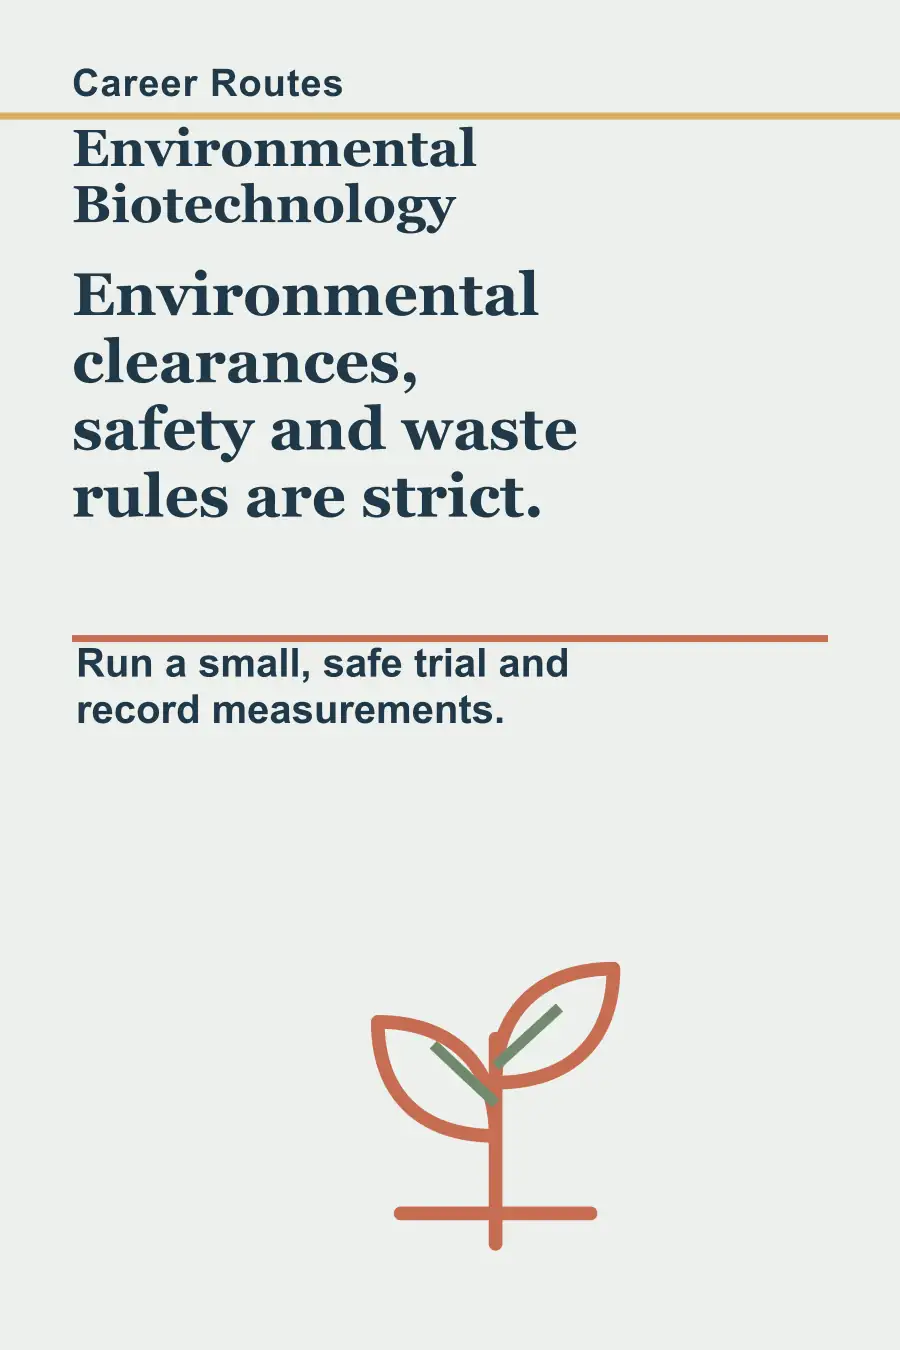 Career Routes
Environmental
Biotechnology
Environmental
clearances,
safety and waste
rules are strict.
Run a small, safe trial and
record measurements.